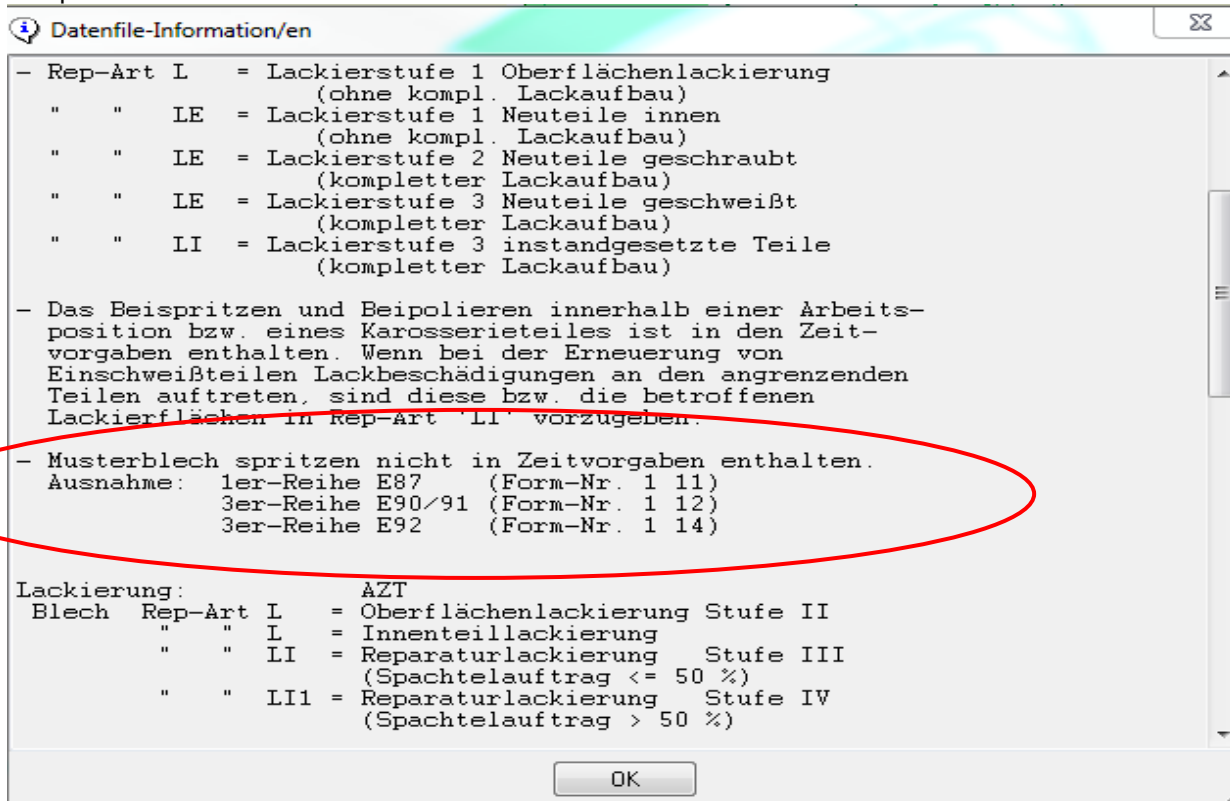 Datenfile-Information/en
- Rep-Art L = Lackierstufe 1 Oberflächenlackierung
(ohne kompl. Lackaufbau)
" " LE = Lackierstufe 1 Neuteile innen
(ohne kompl. Lackaufbau)
" " LE = Lackierstufe 2 Neuteile geschraubt
(kompletter Lackaufbau)
" " LE = Lackierstufe 3 Neuteile geschweißt
(kompletter Lackaufbau)
" " LI = Lackierstufe 3 instandgesetzte Teile
(kompletter Lackaufbau)
- Das Beispritzen und Beipolieren innerhalb einer Arbeits-
position bzw. eines Karosserieteiles ist in den Zeit-
vorgaben enthalten. Wenn bei der Erneuerung von
Einschweißteilen Lackbeschädigungen an den angrenzenden
Teilen auftreten, sind diese bzw. die betroffenen
Lackierflächen in Rep-Art 'LI' vorzugeben.
- Musterblech spritzen nicht in Zeitvorgaben enthalten.
Ausnahme: 1er-Reihe E87 (Form-Nr. 1 11)
3er-Reihe E90/91 (Form-Nr. 1 12)
3er-Reihe E92 (Form-Nr. 1 14)
Lackierung: AZT
Blech Rep-Art L = Oberflächenlackierung Stufe II
" " L = Innenteillackierung
" " LI = Reparaturlackierung Stufe III
(Spachtelauftrag <= 50 %)
" " LI1 = Reparaturlackierung Stufe IV
(Spachtelauftrag > 50 %)
OK